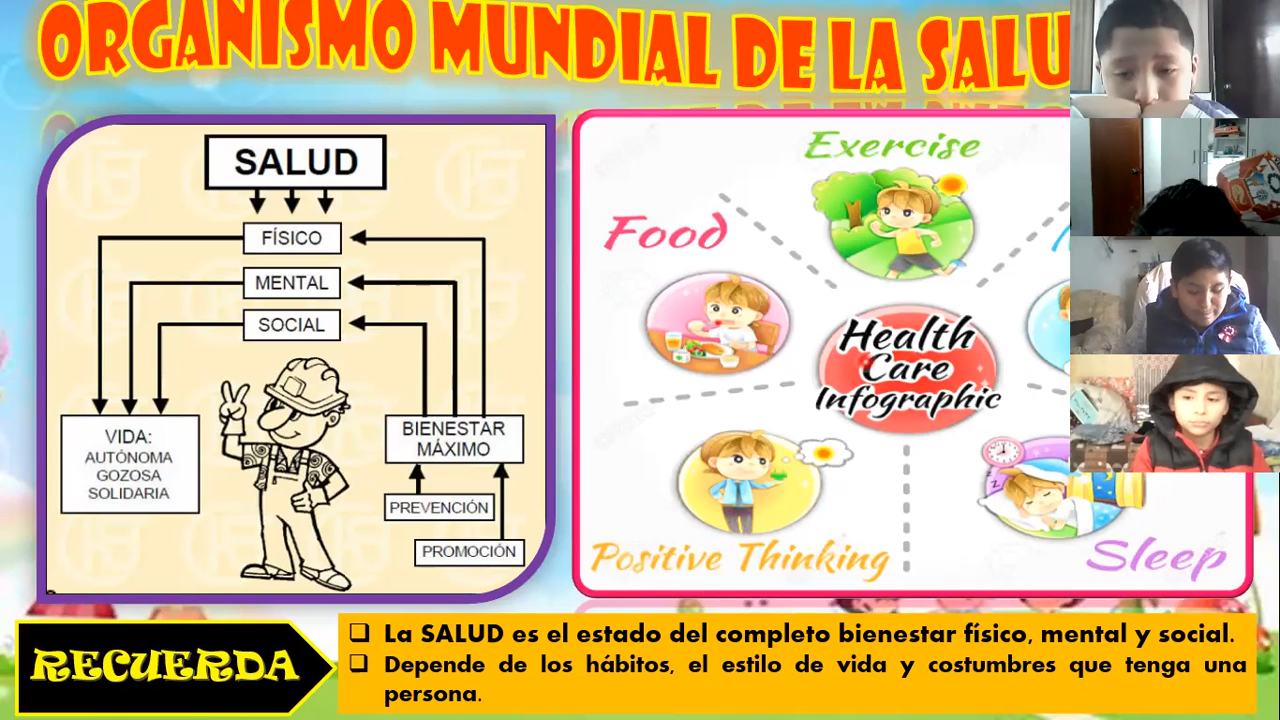 ORGANISMO MUNDIAL DE LA SALU
SALUD
FÍSICO
MENTAL
SOCIAL
VIDA:
AUTÓNOMA
GOZOSA
SOLIDARIA
BIENESTAR
MÁXIMO
PREVENCIÓN
PROMOCIÓN
Exercise
Food
Health
Care
Infographic
Positive Thinking
Sleep
RECUERDA
❑ La SALUD es el estado del completo bienestar físico, mental y social.
❑ Depende de los hábitos, el estilo de vida y costumbres que tenga una
persona.